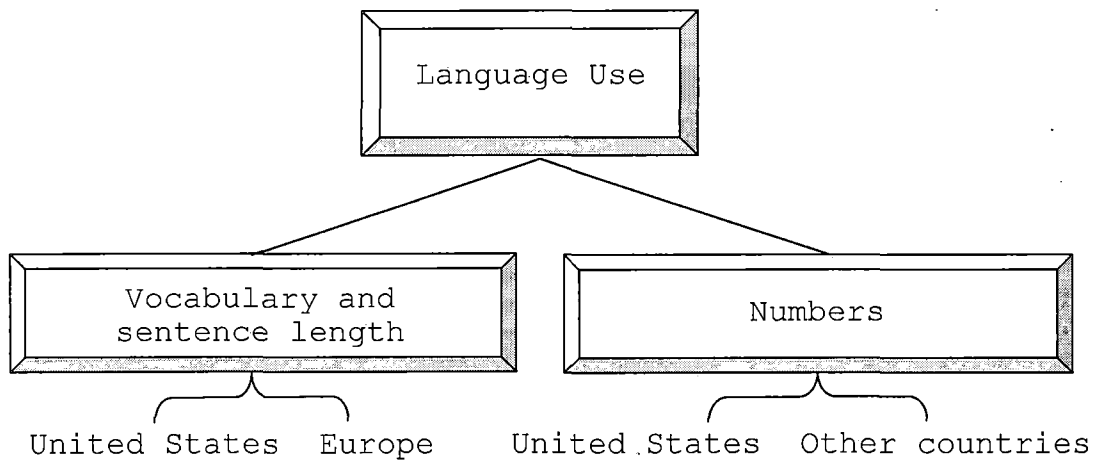 Language Use
Vocabulary and
sentence length
Numbers
United States Europe United States Other countries